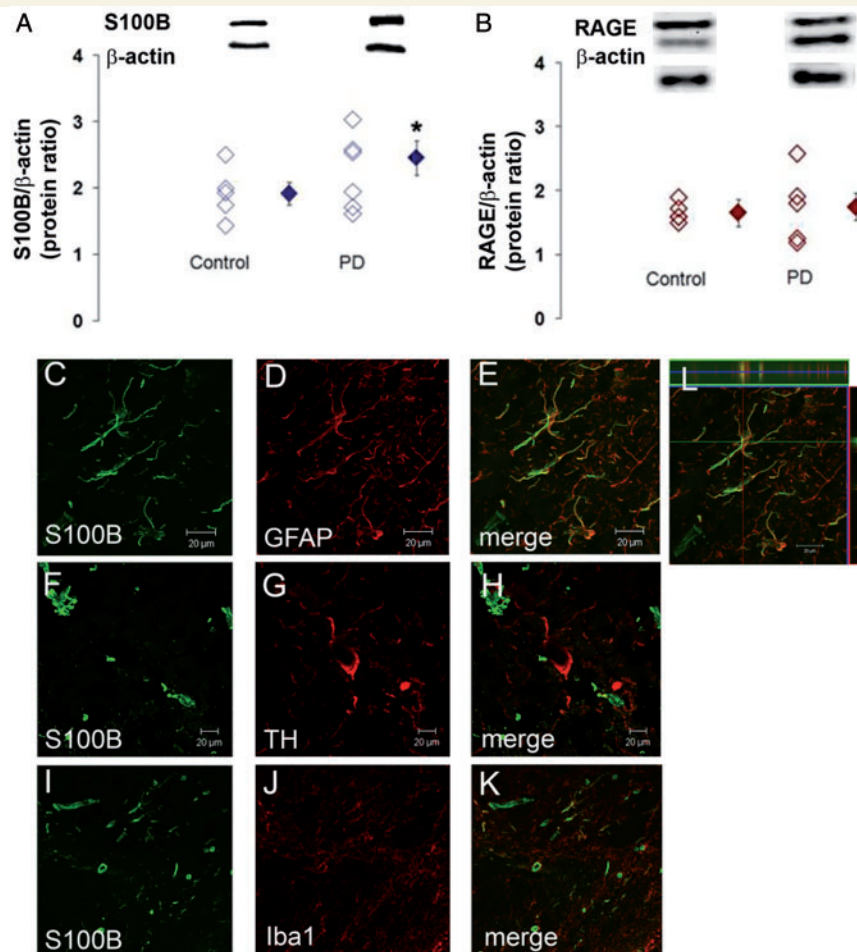 A
S100B
β-actin
4
3
2
1
0
S100B/β-actin
(protein ratio)
*
Control
PD
B
RAGE
β-actin
4
3
2
1
0
RAGE/β-actin
(protein ratio)
Control
PD
C
S100B
20 µm
D
GFAP
20 µm
E
merge
20 µm
L
20 µm
F
S100B
20 µm
G
TH
20 µm
H
merge
20 µm
I
S100B
J
Iba1
K
merge